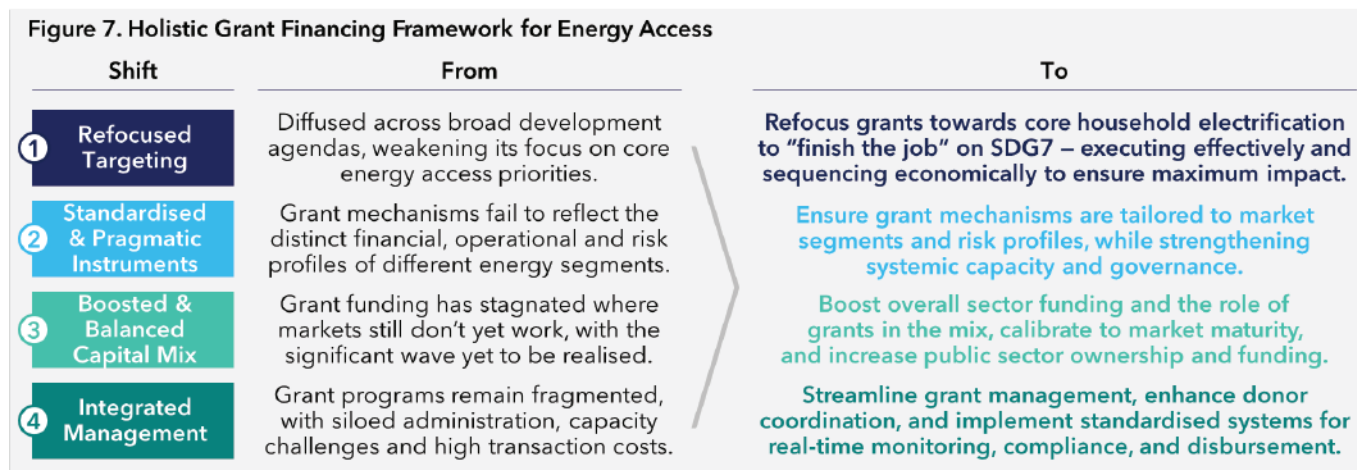 Figure 7. Holistic Grant Financing Framework for Energy Access
Shift
From
To
1
Refocused
Targeting
Diffused across broad development
agendas, weakening its focus on core
energy access priorities.
Refocus grants towards core household electrification
to “finish the job” on SDG7 – executing effectively and
sequencing economically to ensure maximum impact.
2
Standardised
& Pragmatic
Instruments
Grant mechanisms fail to reflect the
distinct financial, operational and risk
profiles of different energy segments.
Ensure grant mechanisms are tailored to market
segments and risk profiles, while strengthening
systemic capacity and governance.
3
Boosted &
Balanced
Capital Mix
Grant funding has stagnated where
markets still don’t yet work, with the
significant wave yet to be realised.
Boost overall sector funding and the role of
grants in the mix, calibrate to market maturity,
and increase public sector ownership and funding.
4
Integrated
Management
Grant programs remain fragmented,
with siloed administration, capacity
challenges and high transaction costs.
Streamline grant management, enhance donor
coordination, and implement standardised systems for
real-time monitoring, compliance, and disbursement.